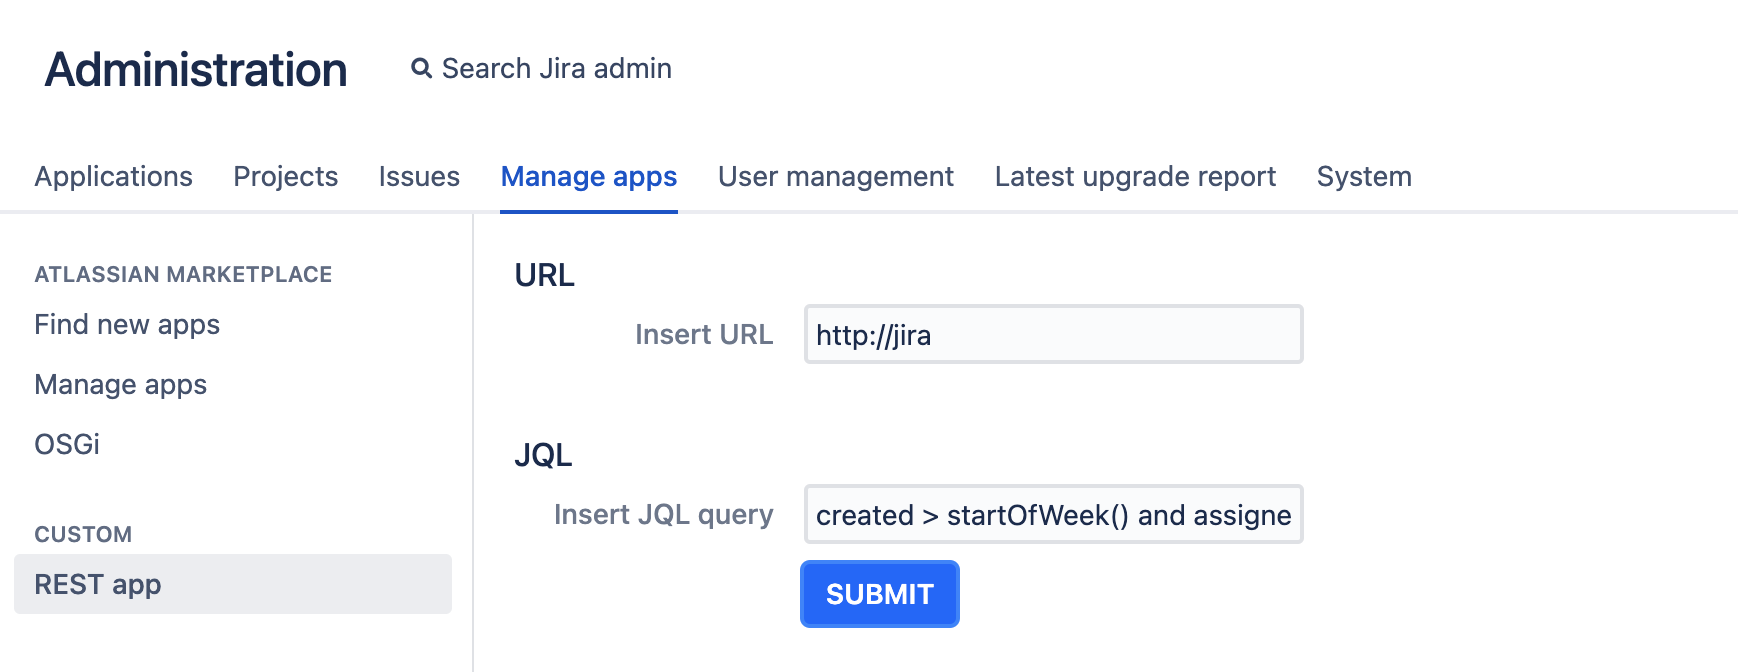 Administration
Search Jira admin
Applications Projects Issues Manage apps User management Latest upgrade report System
ATLASSIAN MARKETPLACE
Find new apps
Manage apps
OSGi
CUSTOM
REST app
URL
Insert URL http://jira
JQL
Insert JQL query created > startOfWeek() and assigne
SUBMIT